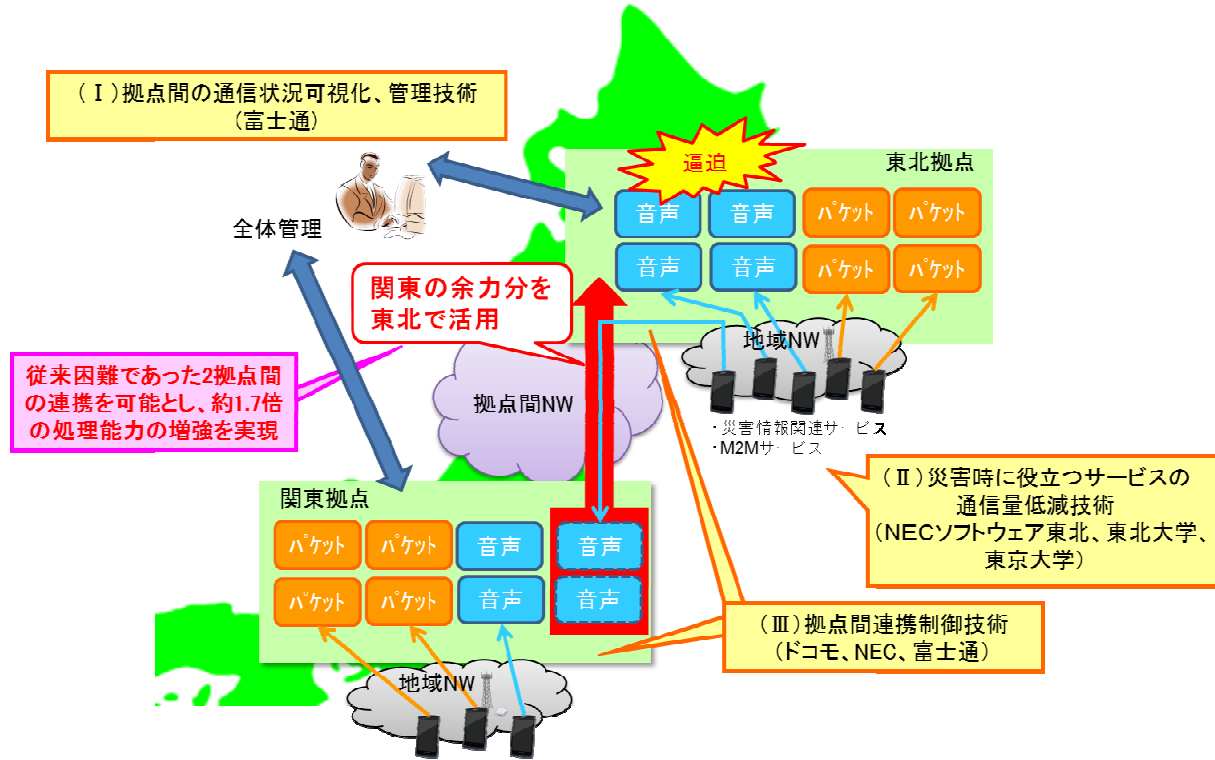 (Ⅰ)拠点間の通信状況可視化、管理技術
(富士通)
逼迫
東北拠点
音声
音声
ﾊﾟｹｯﾄ
ﾊﾟｹｯﾄ
音声
音声
ﾊﾟｹｯﾄ
ﾊﾟｹｯﾄ
全体管理
関東の余力分を
東北で活用
地域NW
従来困難であった2拠点間
の連携を可能とし、約1.7倍
の処理能力の増強を実現
拠点間NW
・災害情報関連サービス
・M2Mサービス
(Ⅱ)災害時に役立つサービスの
通信量低減技術
(NECソフトウェア東北、東北大学、
東京大学)
関東拠点
ﾊﾟｹｯﾄ
ﾊﾟｹｯﾄ
音声
音声
ﾊﾟｹｯﾄ
ﾊﾟｹｯﾄ
音声
音声
(Ⅲ)拠点間連携制御技術
(ドコモ、NEC、富士通)
地域NW